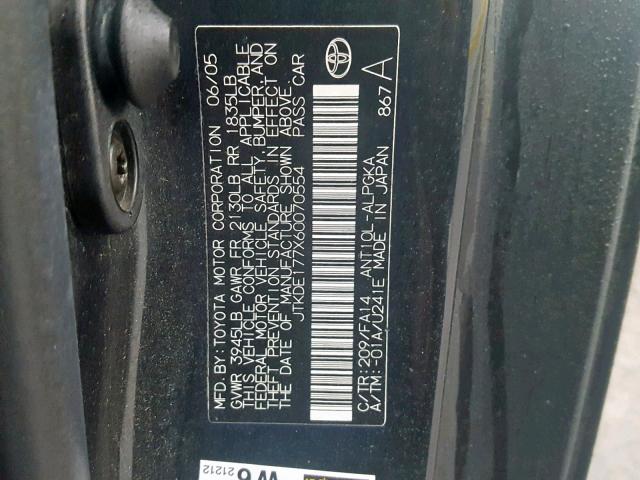 MFD.BY:TOYOTA MOTOR CORPORATION 06/05
GVWR 3945LB GAWR FR 2130LB RR 1835LB
THIS VEHICLE CONFORMS TO ALL APPLICABLE
FEDERAL MOTOR VEHICLE SAFETY, BUMPER, AND
THEFT PREVENTION STANDARDS IN EFFECT ON
THE DATE OF MANUFACTURE SHOWN ABOVE.
JTKDE177X60070554 PASS CAR
C/TR:209/FA14 ANT10L-ALPGKA
A/TM:-01A/U241E MADE IN JAPAN
867 A
W6
21212